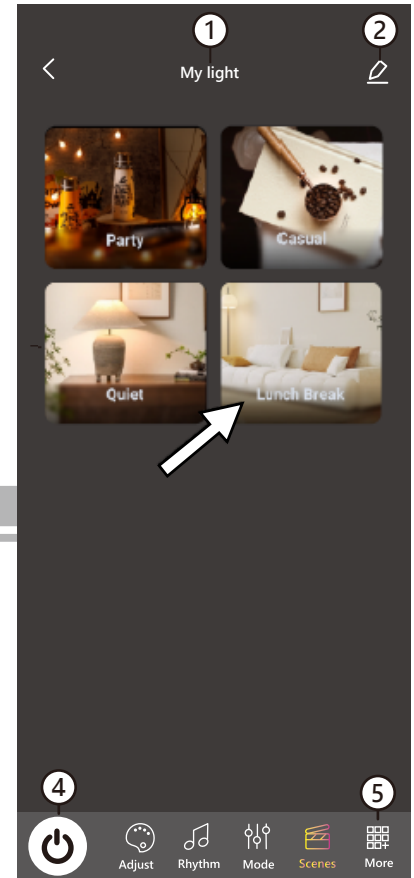 1
2
My light
Party
Casual
Quiet
Lunch Break
4
5
Adjust
Rhythm
Mode
Scenes
More